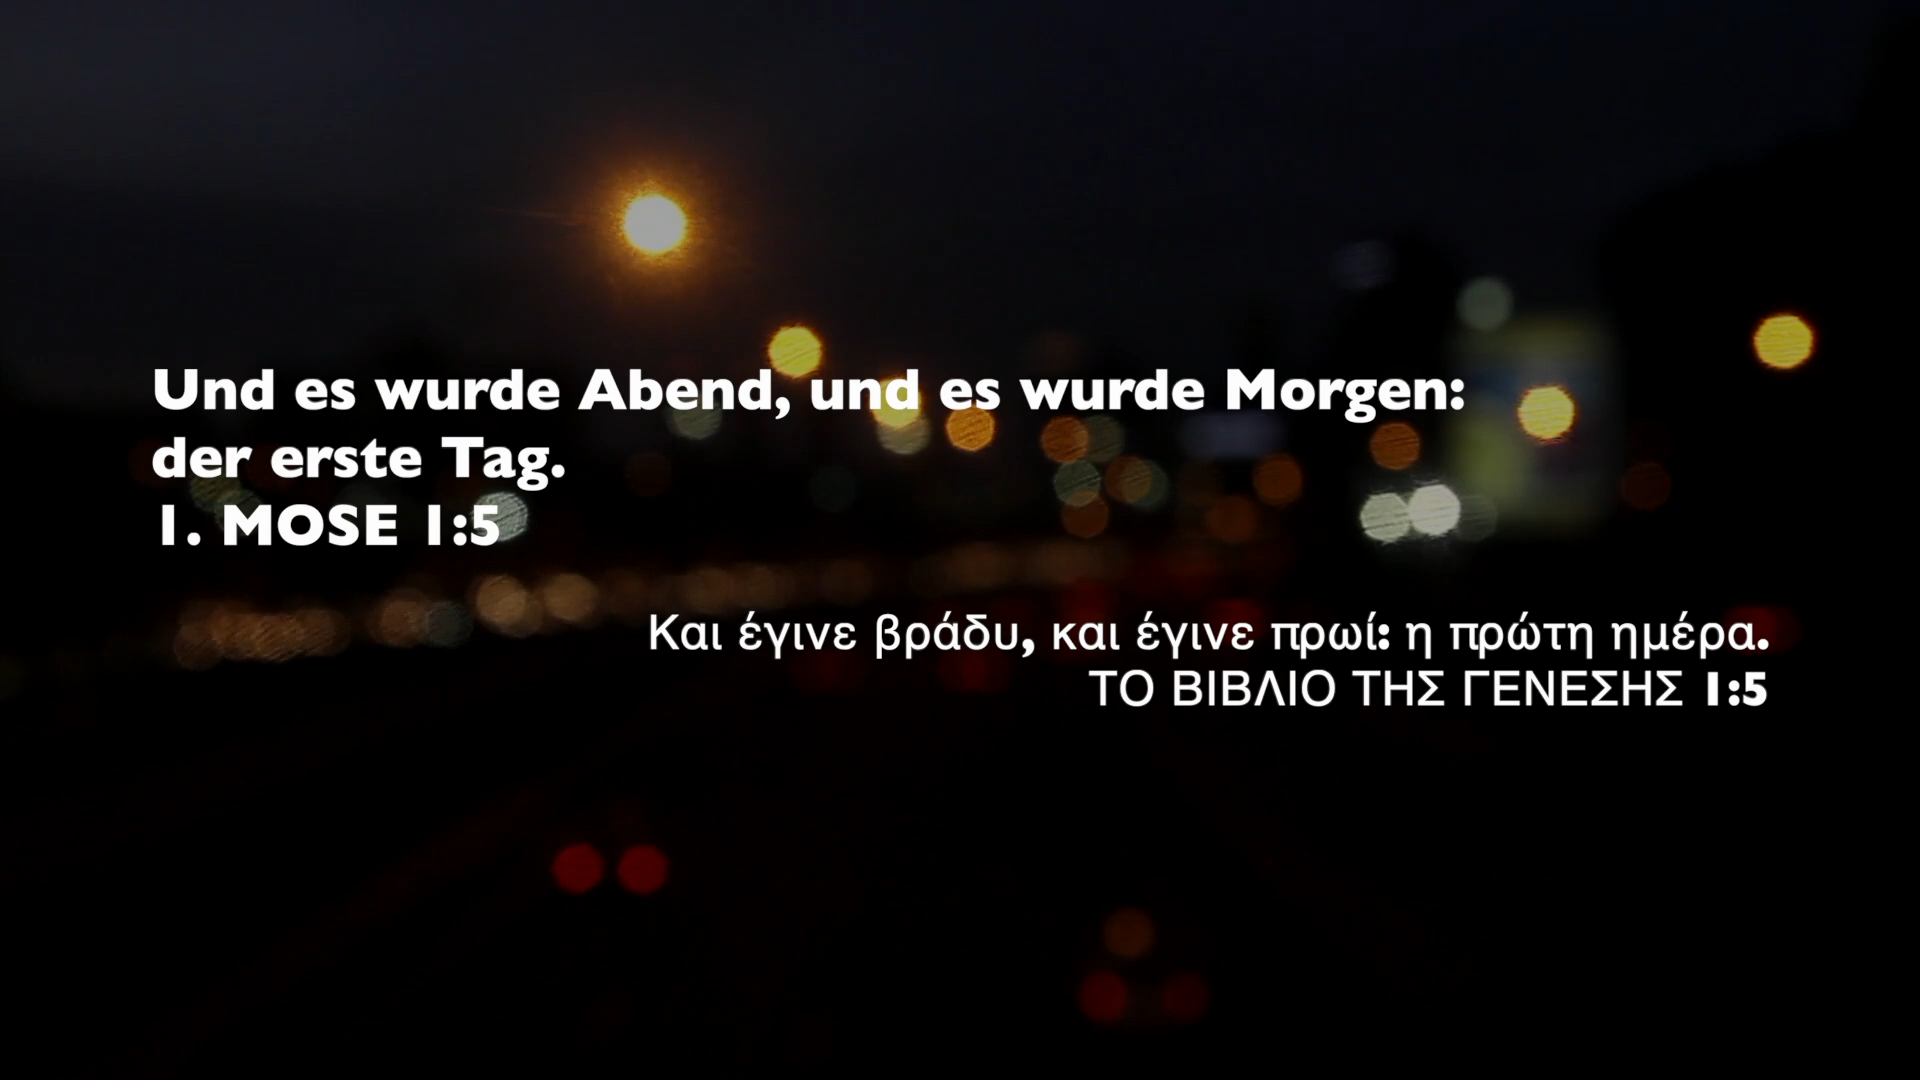 Und es wurde Abend, und es wurde Morgen:
der erste Tag.
1. MOSE 1:5
Και έγινε βράδυ, και έγινε πρωί: η πρώτη ημέρα.
ΤΟ ΒΙΒΛΙΟ ΤΗΣ ΓΕΝΕΣΗΣ 1:5